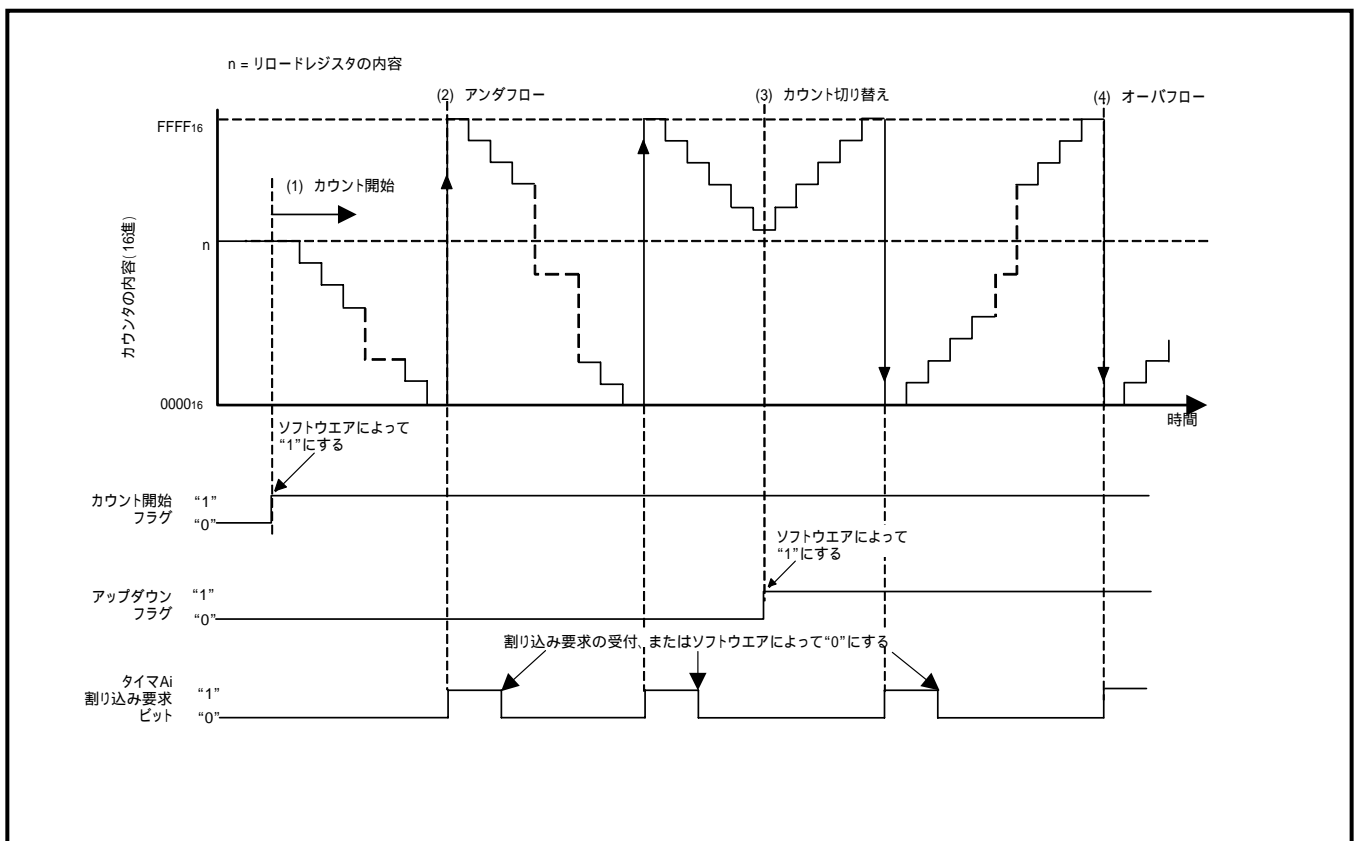 n = リロードレジスタの内容
(2) アンダフロー
(3) カウント切り替え
(4) オーバフロー
FFFF16
(1) カウント開始
カウンタの内容(16進)
n
000016
時間
ソフトウエアによって
“1”にする
カウント開始
フラグ
“1”
“0”
ソフトウエアによって
“1”にする
アップダウン
フラグ
“1”
“0”
割り込み要求の受付、またはソフトウエアによって“0”にする
タイマAi
割り込み要求
ビット
“1”
“0”